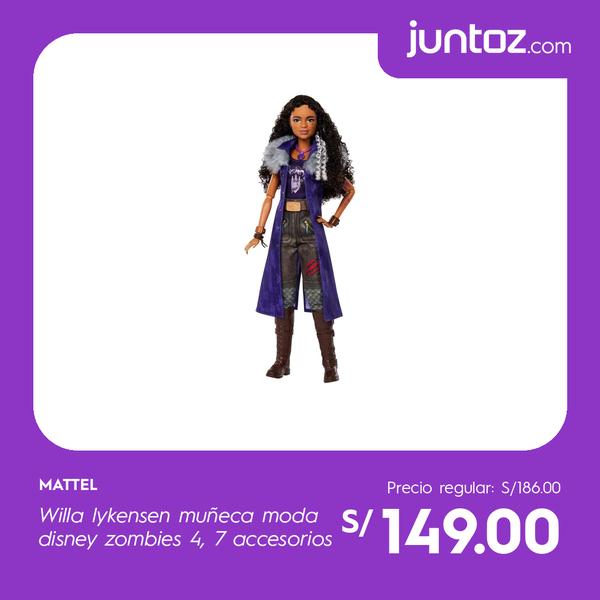 juntoz.com
MATTEL
Willa lykensen muñeca moda
disney zombies 4, 7 accesorios
Precio regular: S/186.00
S/149.00